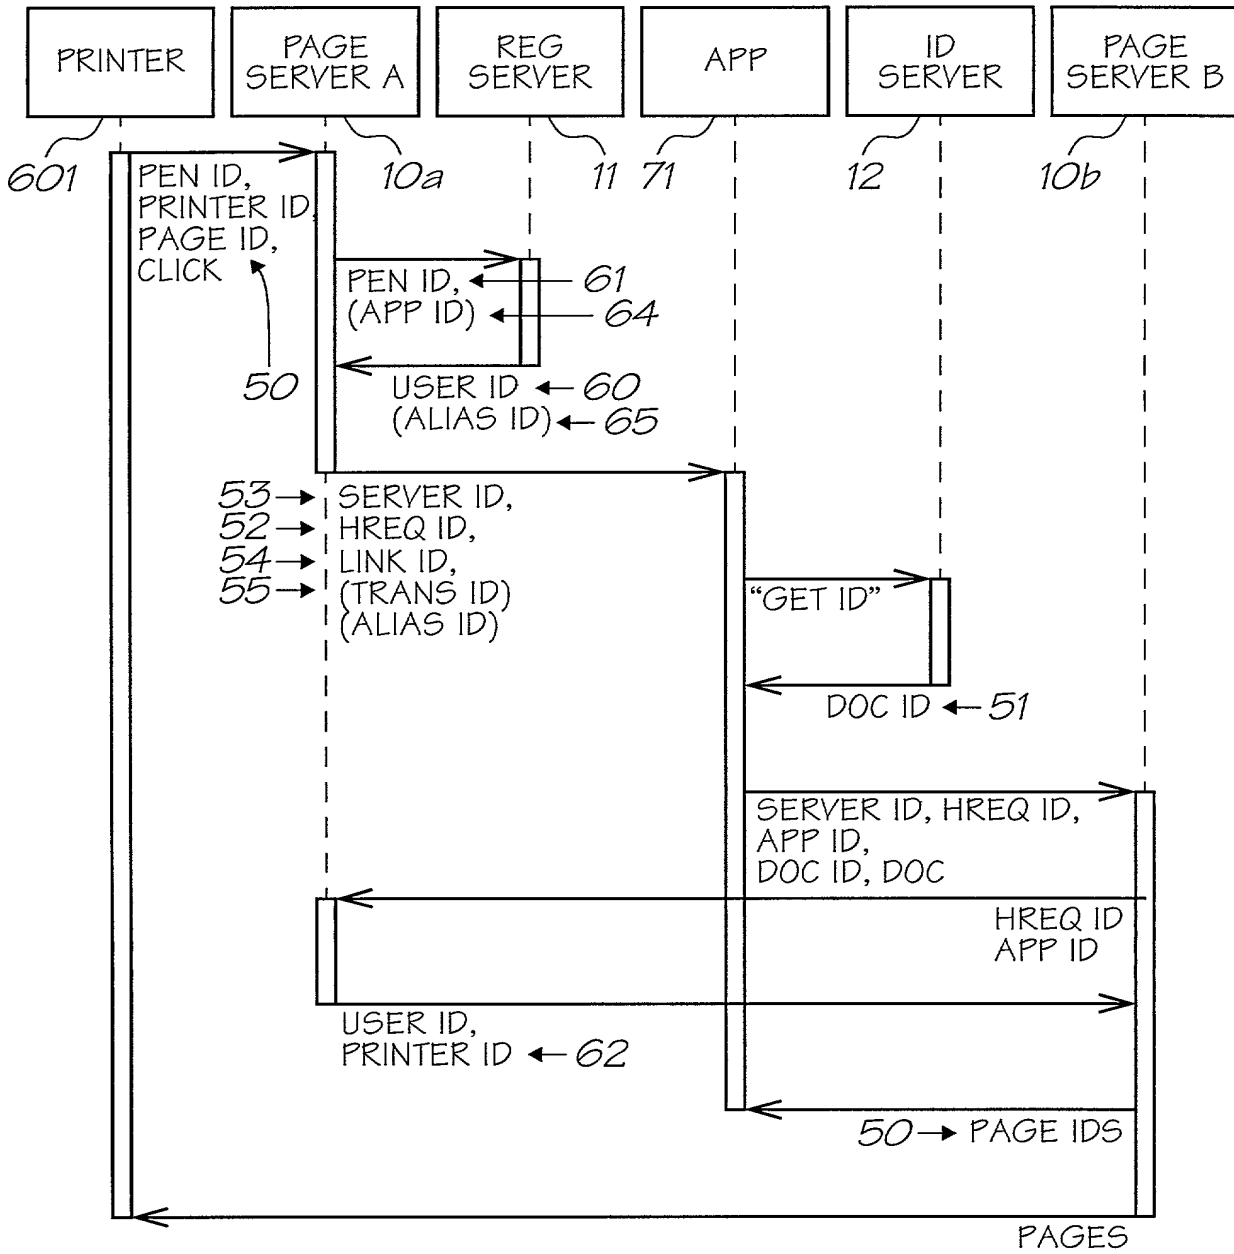 PRINTER
PAGE
SERVER A
REG
SERVER
APP
ID
SERVER
PAGE
SERVER B
601
10a
11
71
12
10b
PEN ID,
PRINTER ID,
PAGE ID,
CLICK
50
PEN ID,
61
(APP ID)
64
USER ID
60
(ALIAS ID)
65
53
SERVER ID,
52
HREQ ID,
54
LINK ID,
55
(TRANS ID)
(ALIAS ID)
"GET ID"
DOC ID
51
SERVER ID, HREQ ID,
APP ID,
DOC ID, DOC
HREQ ID
APP ID
USER ID,
PRINTER ID
62
50
PAGE IDS
PAGES